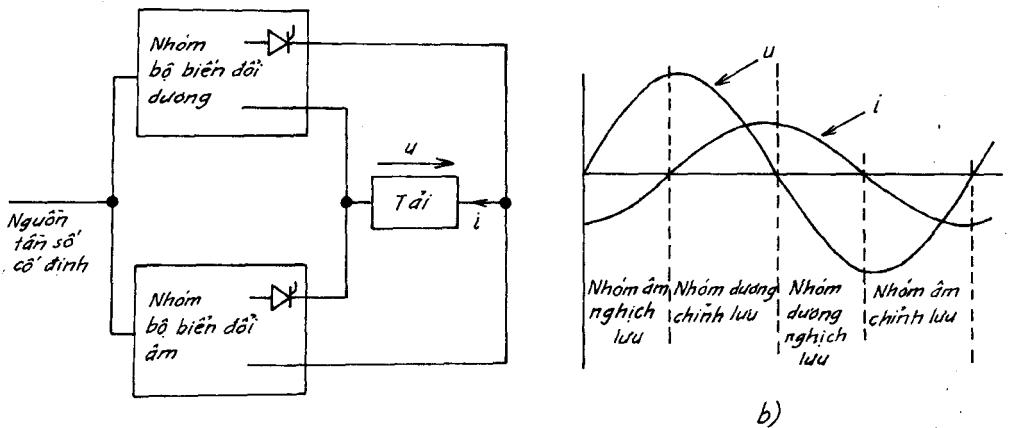 Nhóm
bộ biến đổi
dương
u
Tải
i
Nguồn
tần số
cố định
Nhóm
bộ biến đổi
âm
u
i
Nhóm âm
nghịch
lưu
Nhóm dương
chỉnh lưu
Nhóm
dương
nghịch
lưu
Nhóm âm
chỉnh lưu
b)